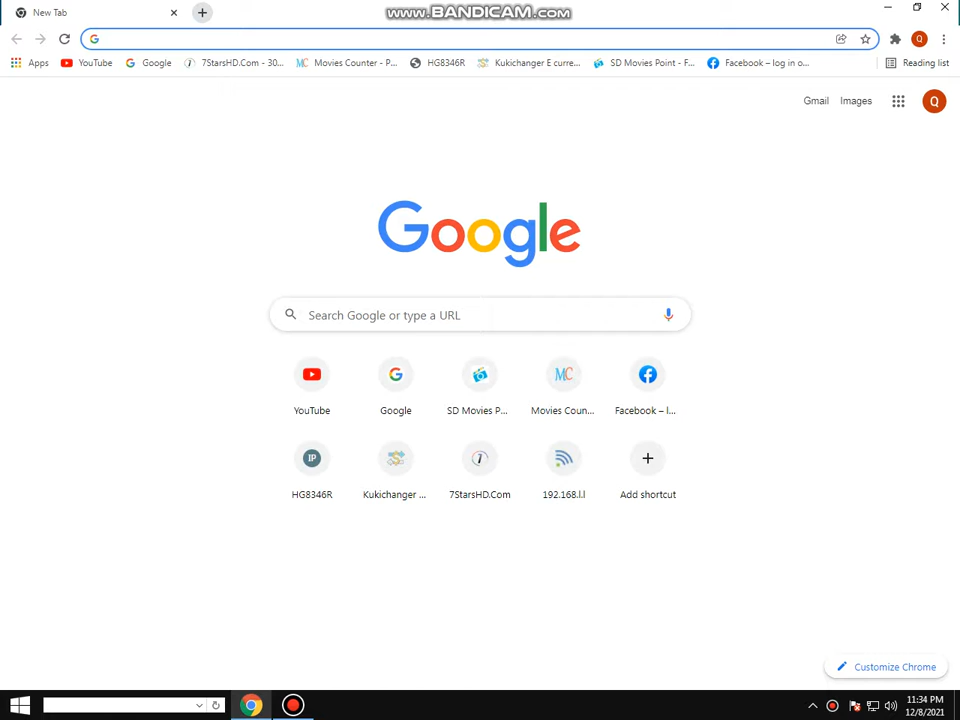 New Tab
www.BANDICAM.com
Apps YouTube Google 7StarsHD.Com - 30... Movies Counter - P... HG8346R Kukichanger E curre... SD Movies Point - F... Facebook – log in o... Reading list
Q
Gmail Images Q
Google
Search Google or type a URL
MC
YouTube Google SD Movies P... Movies Coun... Facebook – l...
IP
HG8346R Kukichanger ... 7StarsHD.Com 192.168.l.l Add shortcut
Customize Chrome
11:34 PM
12/8/2021